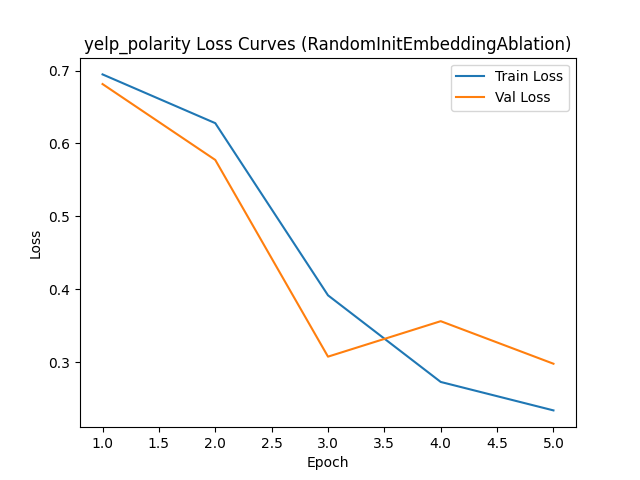 yelp_polarity Loss Curves (RandomInitEmbeddingAblation)
Train Loss
Val Loss
0.7
0.6
0.5
0.4
0.3
Loss
1.0 1.5 2.0 2.5 3.0 3.5 4.0 4.5 5.0
Epoch